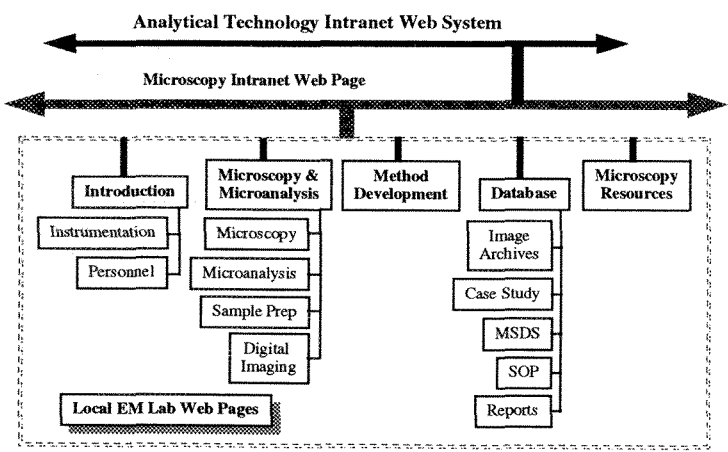 Analytical Technology Intranet Web System
Microscopy Intranet Web Page
Introduction
Instrumentation
Personnel
Microscopy &
Microanalysis
Microscopy
Microanalysis
Sample Prep
Digital
Imaging
Method
Development
Database
Image
Archives
Case Study
MSDS
SOP
Reports
Microscopy
Resources
Local EM Lab Web Pages